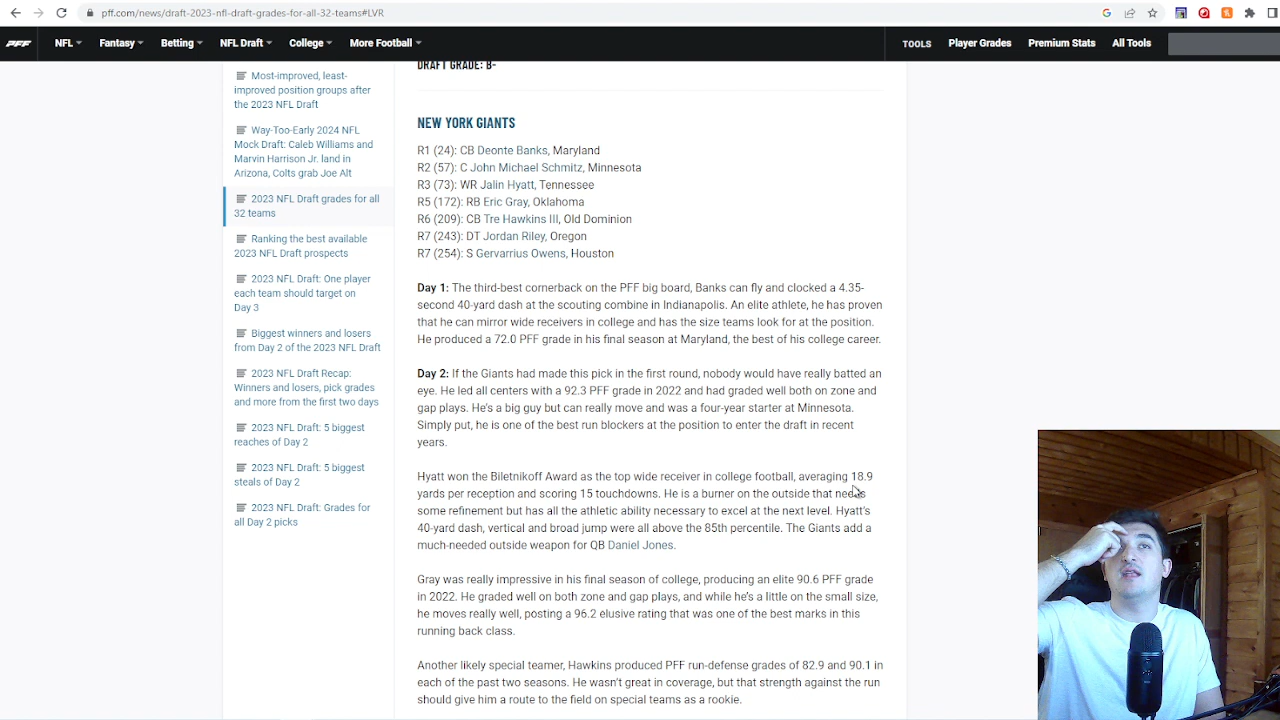 pff.com/news/draft-2023-nfl-draft-grades-for-all-32-teams#LVR
PFF NFL Fantasy Betting NFL Draft College More Football TOOLS Player Grades Premium Stats All Tools
Most-improved, least-
improved position groups after
the 2023 NFL Draft
Way-Too-Early 2024 NFL
Mock Draft: Caleb Williams and
Marvin Harrison Jr. land in
Arizona, Colts grab Joe Alt
2023 NFL Draft grades for all
32 teams
Ranking the best available
2023 NFL Draft prospects
2023 NFL Draft: One player
each team should target on
Day 3
Biggest winners and losers
from Day 2 of the 2023 NFL Draft
2023 NFL Draft Recap:
Winners and losers, pick grades
and more from the first two days
2023 NFL Draft: 5 biggest
reaches of Day 2
2023 NFL Draft: 5 biggest
steals of Day 2
2023 NFL Draft: Grades for
all Day 2 picks
DRAFT GRADE: B-
NEW YORK GIANTS
R1 (24): CB Deonte Banks, Maryland
R2 (57): C John Michael Schmitz, Minnesota
R3 (73): WR Jalin Hyatt, Tennessee
R5 (172): RB Eric Gray, Oklahoma
R6 (209): CB Tre Hawkins III, Old Dominion
R7 (243): DT Jordan Riley, Oregon
R7 (254): S Gervarrius Owens, Houston
Day 1: The third-best cornerback on the PFF big board, Banks can fly and clocked a 4.35-
second 40-yard dash at the scouting combine in Indianapolis. An elite athlete, he has proven
that he can mirror wide receivers in college and has the size teams look for at the position.
He produced a 72.0 PFF grade in his final season at Maryland, the best of his college career.
Day 2: If the Giants had made this pick in the first round, nobody would have really batted an
eye. He led all centers with a 92.3 PFF grade in 2022 and had graded well both on zone and
gap plays. He's a big guy but can really move and was a four-year starter at Minnesota.
Simply put, he is one of the best run blockers at the position to enter the draft in recent
years.
Hyatt won the Biletnikoff Award as the top wide receiver in college football, averaging 18.9
yards per reception and scoring 15 touchdowns. He is a burner on the outside that needs
some refinement but has all the athletic ability necessary to excel at the next level. Hyatt's
40-yard dash, vertical and broad jump were all above the 85th percentile. The Giants add a
much-needed outside weapon for QB Daniel Jones.
Gray was really impressive in his final season of college, producing an elite 90.6 PFF grade
in 2022. He graded well on both zone and gap plays, and while he's a little on the small size,
he moves really well, posting a 96.2 elusive rating that was one of the best marks in this
running back class.
Another likely special teamer, Hawkins produced PFF run-defense grades of 82.9 and 90.1 in
each of the past two seasons. He wasn't great in coverage, but that strength against the run
should give him a route to the field on special teams as a rookie.